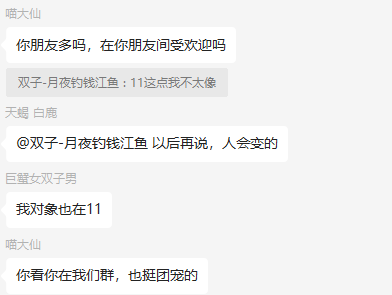 喵大仙
你朋友多吗，在你朋友间受欢迎吗
双子-月夜钓钱江鱼：11这点我不太像
天蝎 白鹿
@双子-月夜钓钱江鱼 以后再说，人会变的
巨蟹女双子男
我对象也在11
喵大仙
你看你在我们群，也挺团宠的